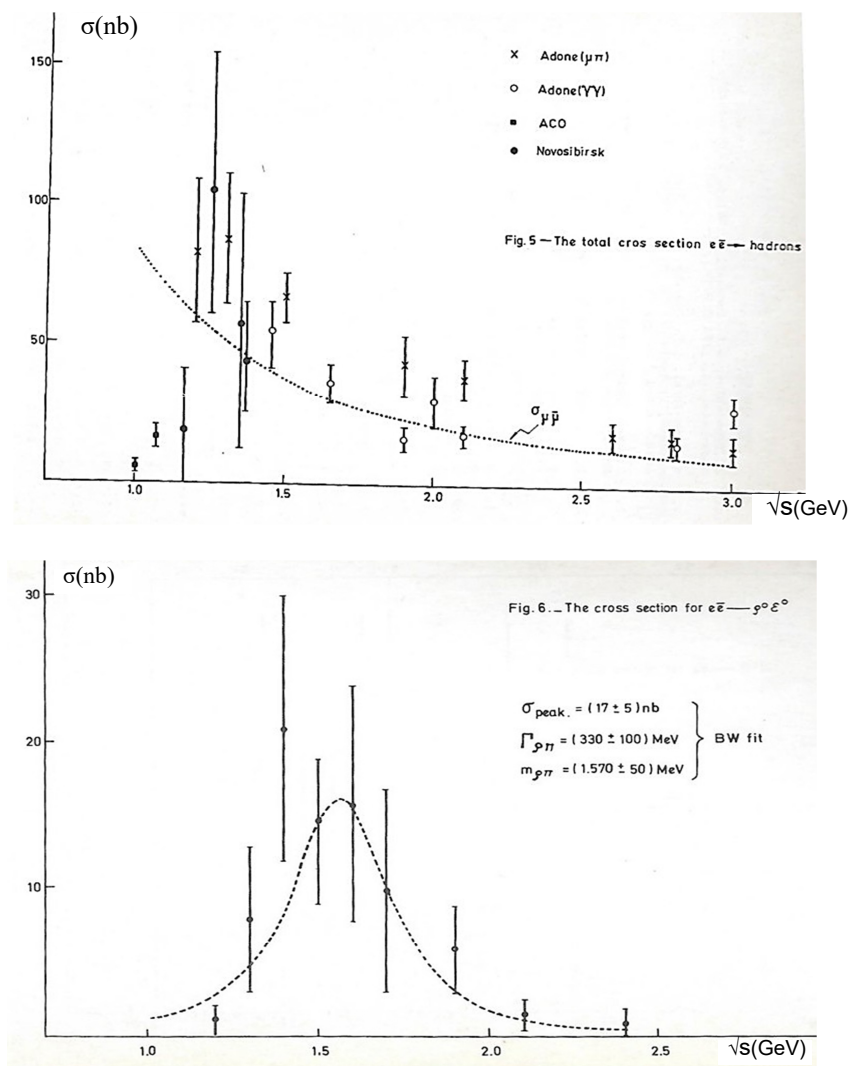 σ(nb)
150
× Adone(μπ)
○ Adone(γγ)
■ ACO
● Novosibirsk
100
Fig. 5 — The total cros section eē → hadrons
50
σμμ̄
1.0 1.5 2.0 2.5 3.0
√s(GeV)
σ(nb)
30
Fig. 6._ The cross section for eē — ρ° ε°
σpeak. = (17 ± 5) nb
Γρπ = (330 ± 100) MeV } BW fit
mρπ = (1.570 ± 50) MeV
20
10
1.0 1.5 2.0 2.5
√s(GeV)